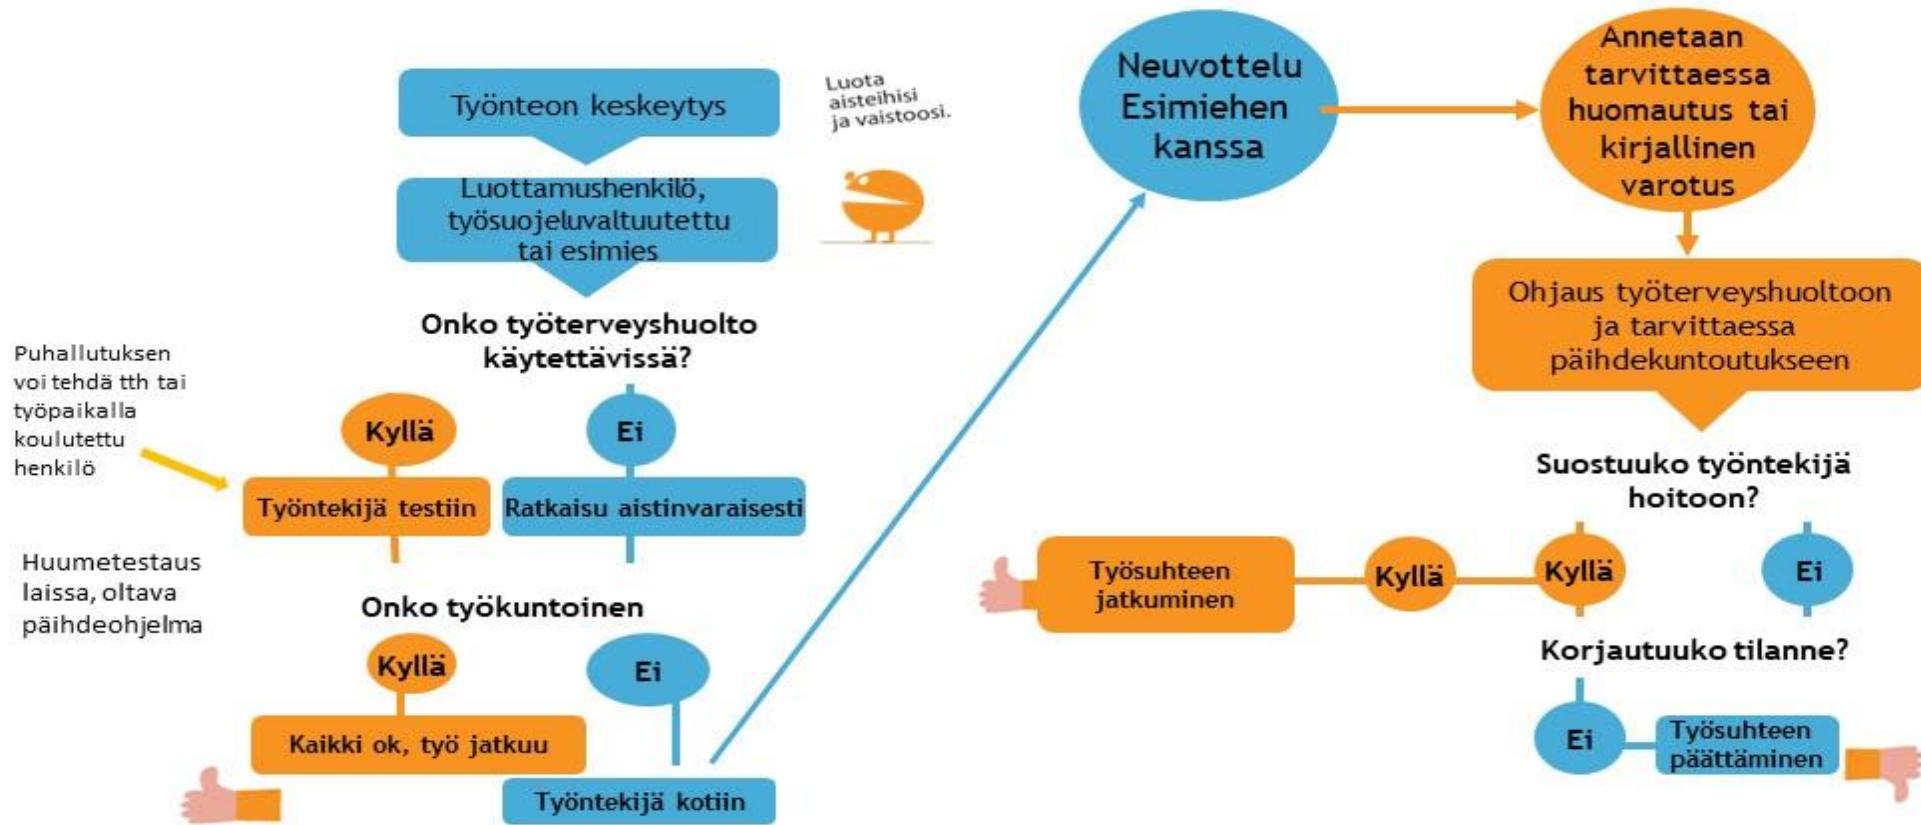 Työnteon keskeytys
Luota
aisteihisi
ja vaistoosi.
Luottamushenkilö,
työsuojeluvaltuutettu
tai esimies
Onko työterveyshuolto
käytettävissä?
Puhallutuksen
voi tehdä tth tai
työpaikalla
koulutettu
henkilö
Kyllä
Ei
Työntekijä testiin
Ratkaisu aistinvaraisesti
Huumetestaus
laissa, oltava
päihdeohjelma
Onko työkuntoinen
Kyllä
Ei
Kaikki ok, työ jatkuu
Työntekijä kotiin
Neuvottelu
Esimiehen
kanssa
Annetaan
tarvittaessa
huomautus tai
kirjallinen
varotus
Ohjaus työterveyshuoltoon
ja tarvittaessa
päihdekuntoutukseen
Suostuuko työntekijä
hoitoon?
Työsuhteen
jatkuminen
Kyllä
Kyllä
Ei
Korjautuuko tilanne?
Ei
Työsuhteen
päättäminen